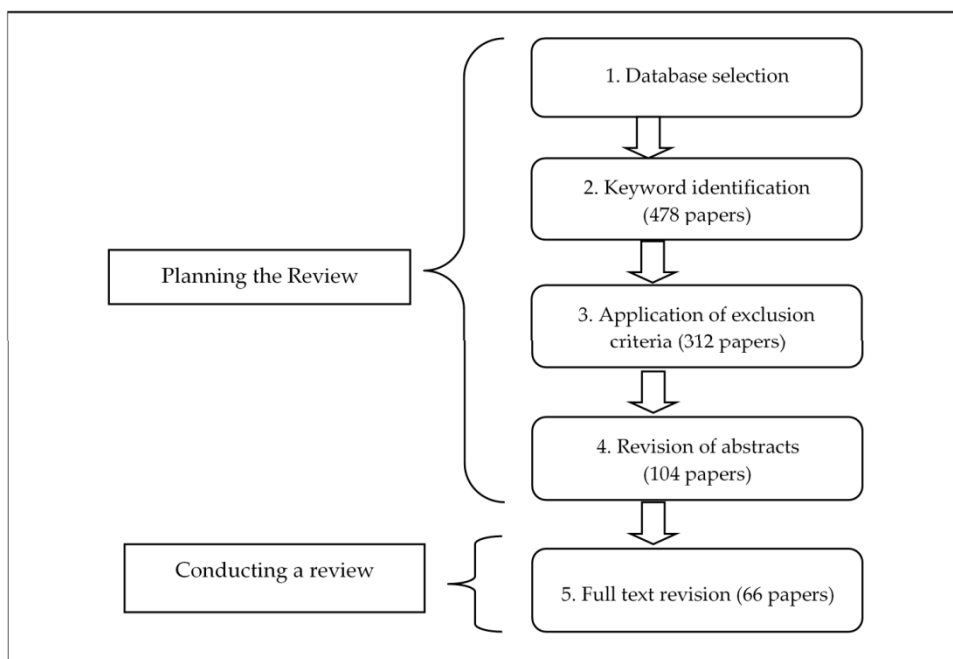 1. Database selection
2. Keyword identification
(478 papers)
Planning the Review
3. Application of exclusion
criteria (312 papers)
4. Revision of abstracts
(104 papers)
Conducting a review
5. Full text revision (66 papers)